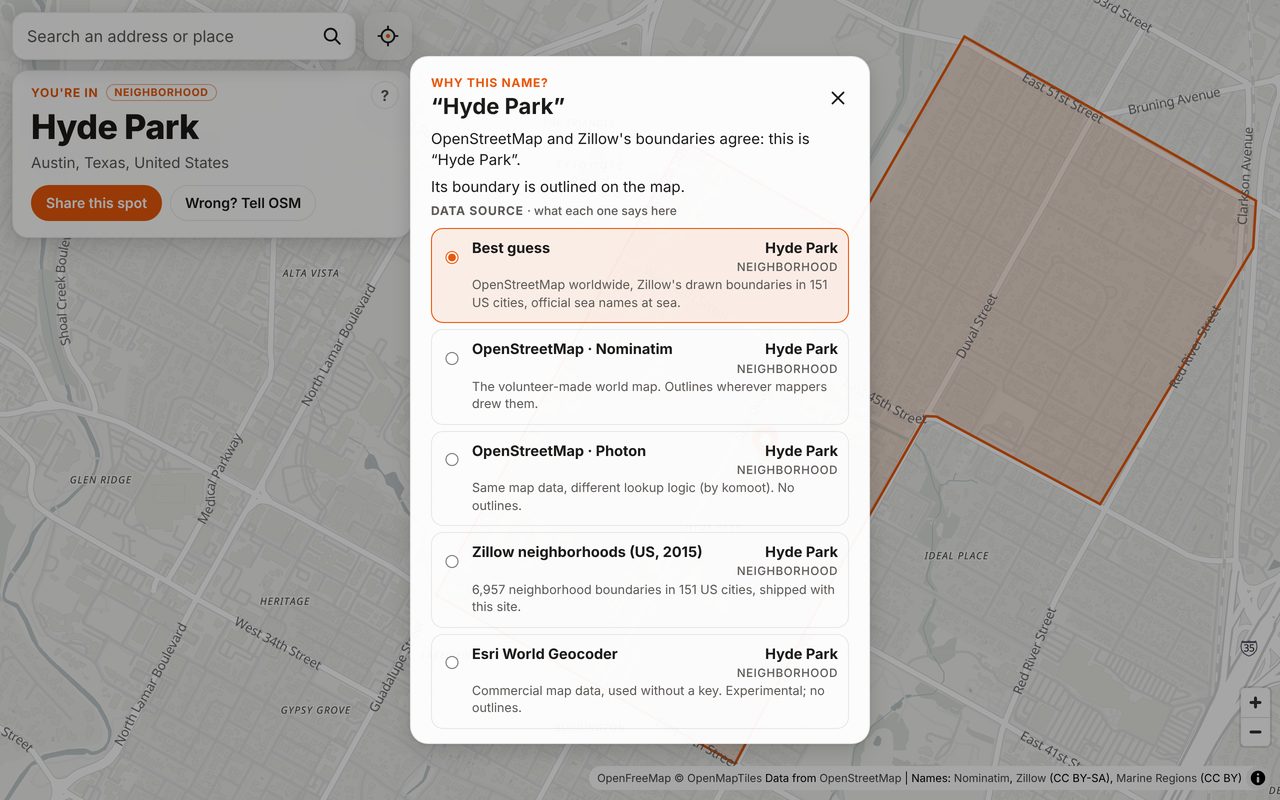 Search an address or place
YOU'RE IN NEIGHBORHOOD
?
Hyde Park
Austin, Texas, United States
Share this spot
Wrong? Tell OSM
WHY THIS NAME?
“Hyde Park”
OpenStreetMap and Zillow's boundaries agree: this is
“Hyde Park”.
Its boundary is outlined on the map.
DATA SOURCE · what each one says here
Best guess
Hyde Park
NEIGHBORHOOD
OpenStreetMap worldwide, Zillow's drawn boundaries in 151
US cities, official sea names at sea.
OpenStreetMap · Nominatim
Hyde Park
NEIGHBORHOOD
The volunteer-made world map. Outlines wherever mappers
drew them.
OpenStreetMap · Photon
Hyde Park
NEIGHBORHOOD
Same map data, different lookup logic (by komoot). No
outlines.
Zillow neighborhoods (US, 2015)
Hyde Park
NEIGHBORHOOD
6,957 neighborhood boundaries in 151 US cities, shipped with
this site.
Esri World Geocoder
Hyde Park
NEIGHBORHOOD
Commercial map data, used without a key. Experimental; no
outlines.
53rd Street
East 51st Street
Bruning Avenue
Clarkson Avenue
Duval Street
Red River Street
45th Street
IDEAL PLACE
Red River Street
35
East 41st Street
Shoal Creek Boulevard
ALTA VISTA
North Lamar Boulevard
Medical Parkway
GLEN RIDGE
HERITAGE
West 34th Street
North Lamar Boulevard
GYPSY GROVE
Guadalupe S
Street
th Street
+
−
OpenFreeMap © OpenMapTiles Data from OpenStreetMap | Names: Nominatim, Zillow (CC BY-SA), Marine Regions (CC BY)